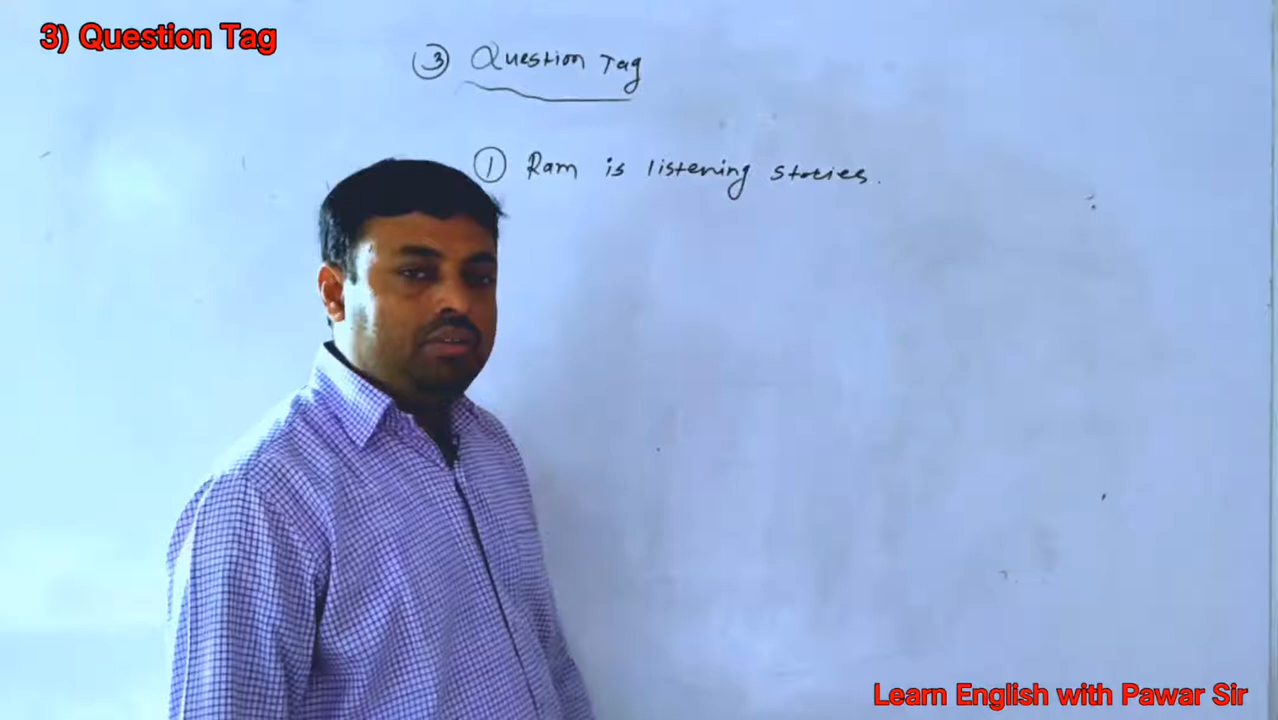 3) Question Tag
③ Question Tag
① Ram is listening stories.
Learn English with Pawar Sir